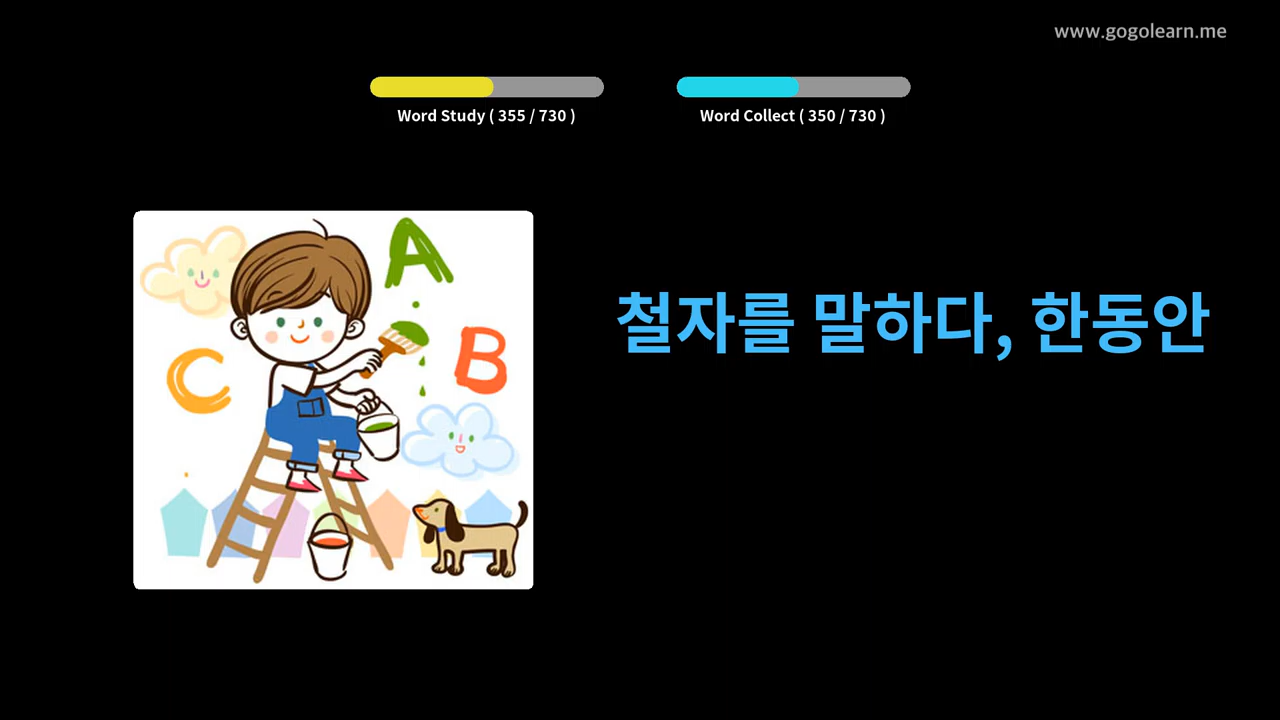 www.gogolearn.me
Word Study ( 355 / 730 )
Word Collect ( 350 / 730 )
A
B
C
철자를 말하다, 한동안